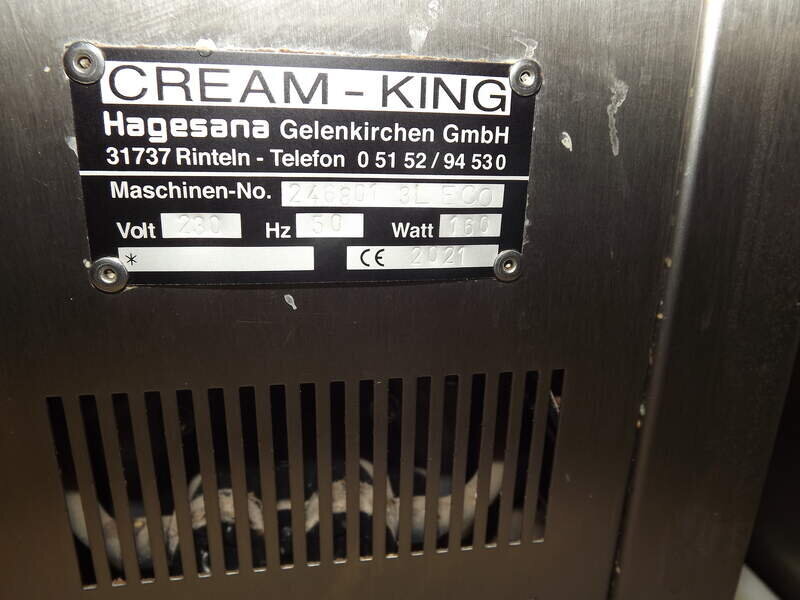 CREAM - KING
Hagesana Gelenkirchen GmbH
31737 Rinteln - Telefon 0 51 52 / 94 530
Maschinen-No. 246801 3L ECO
Volt 230 Hz 50 Watt 160
* CE 2021